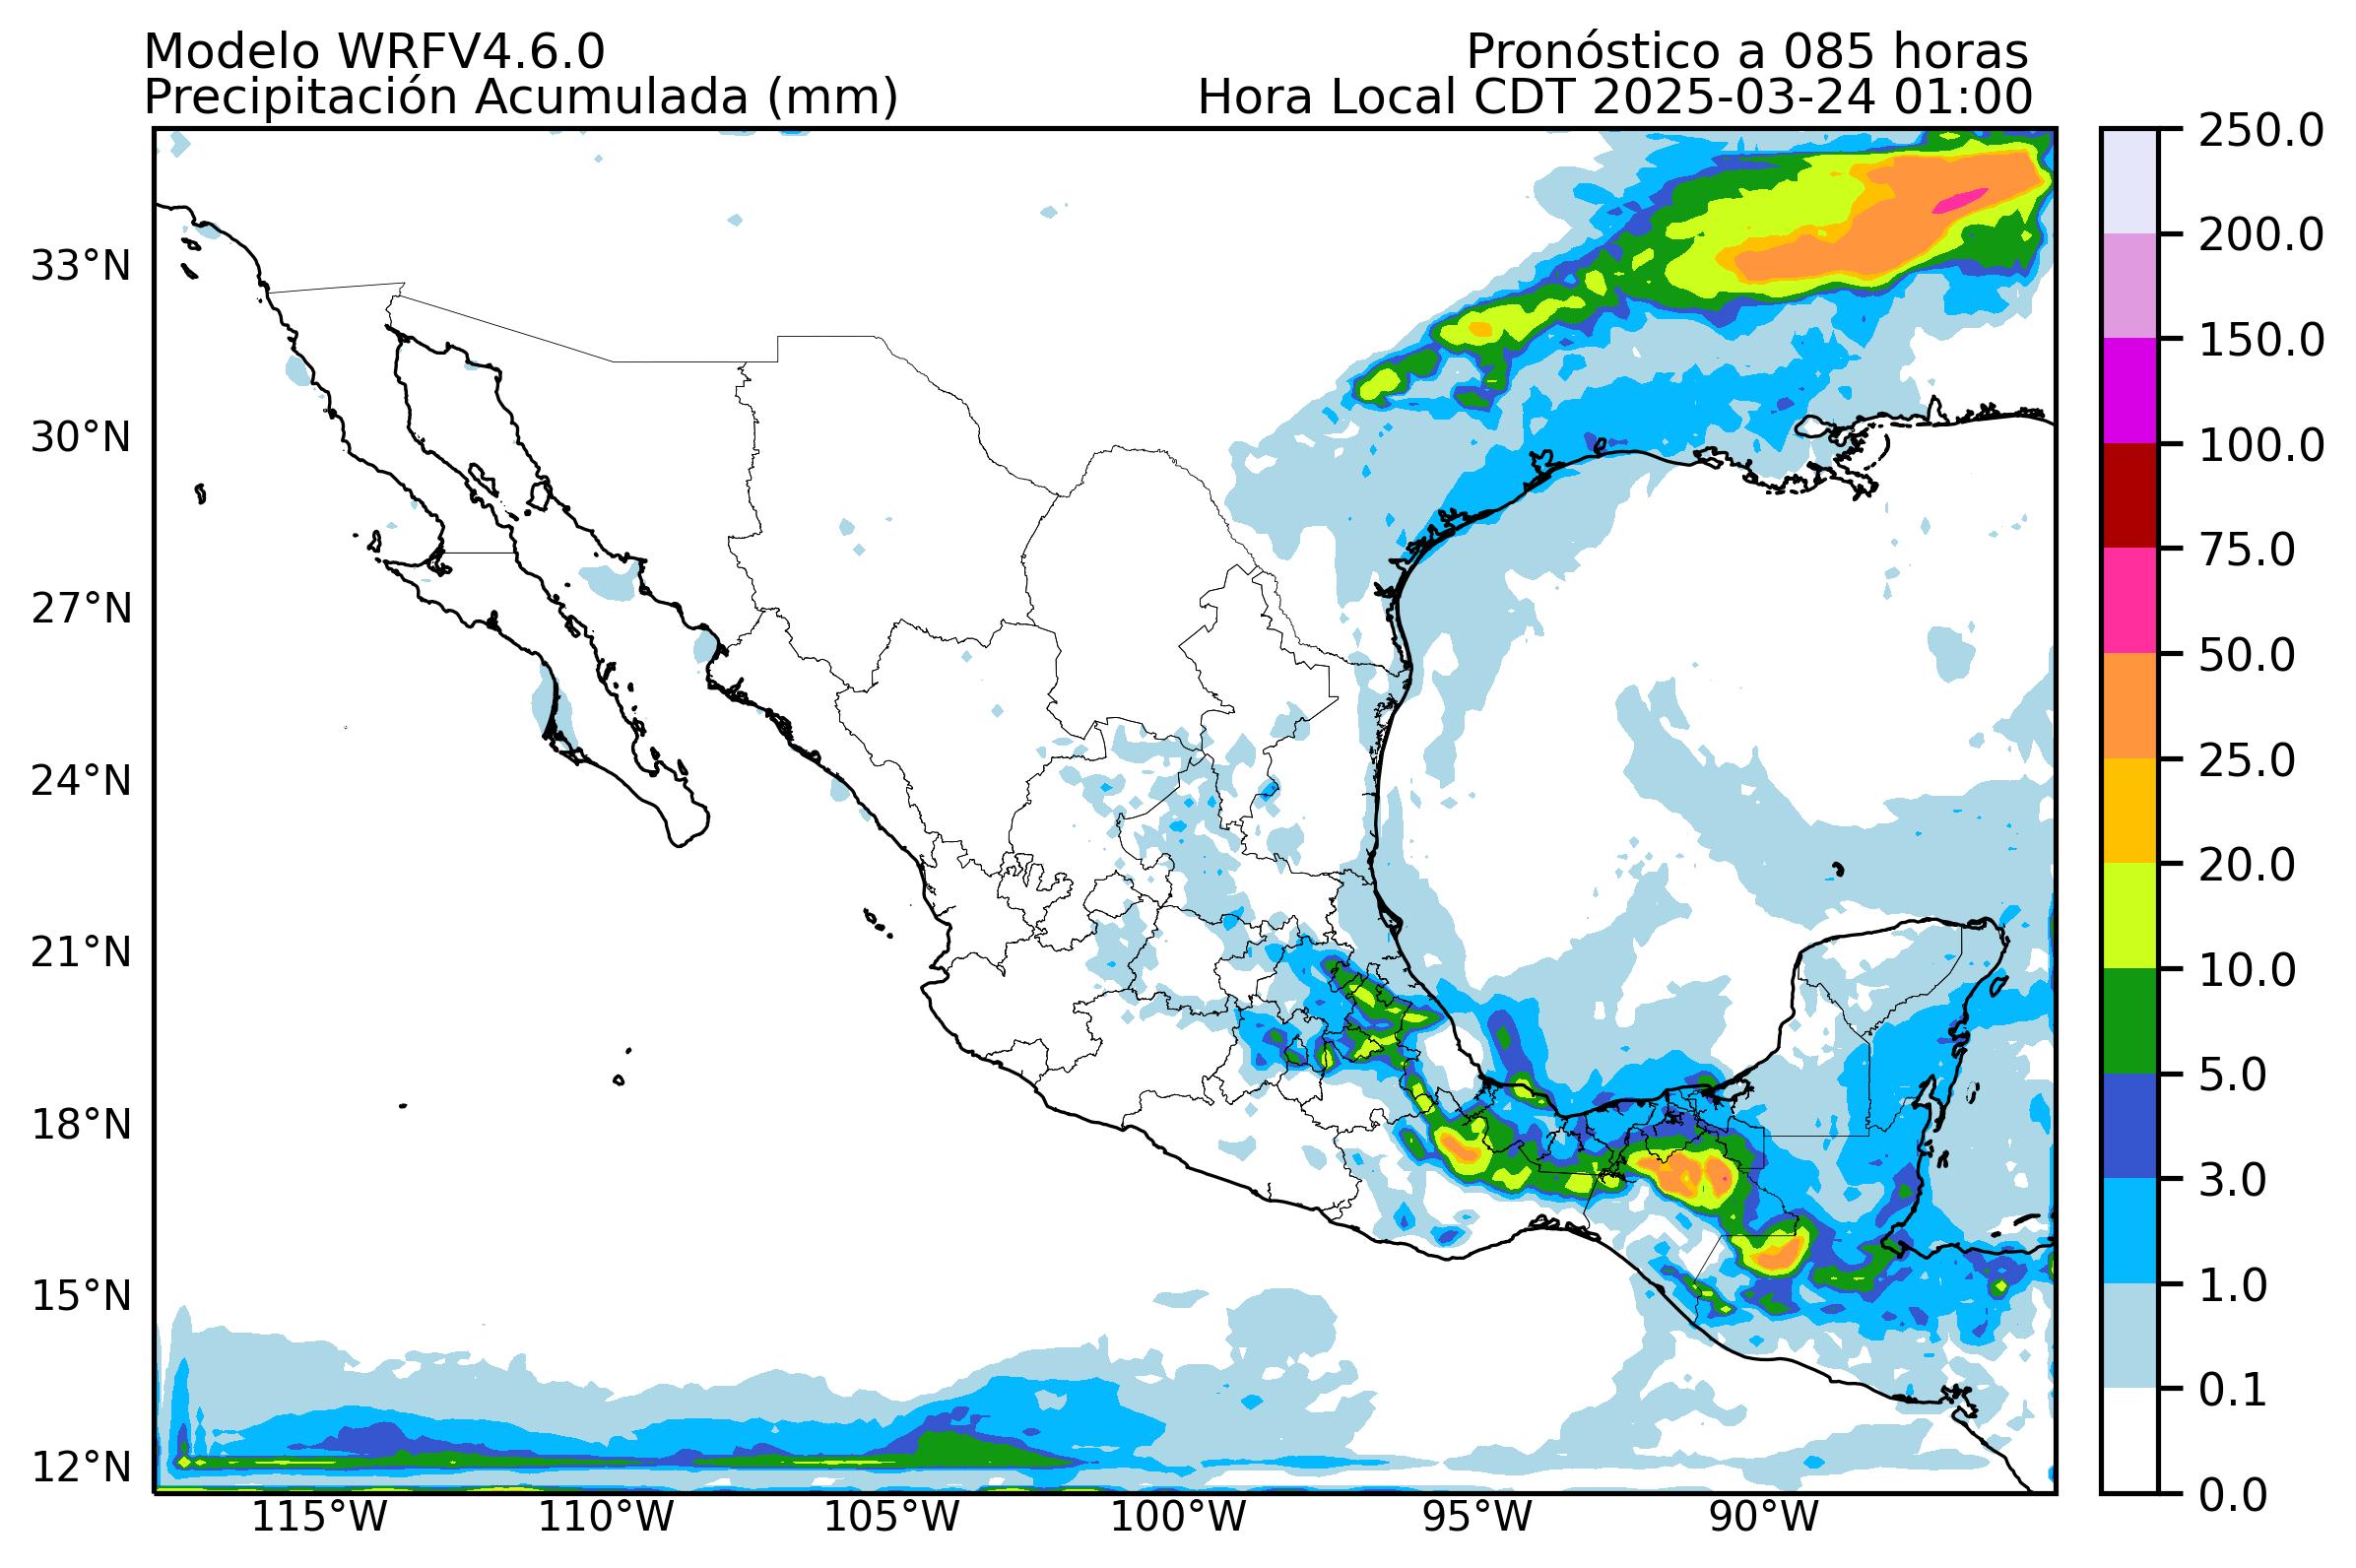 Modelo WRFV4.6.0
Pronóstico a 085 horas
Precipitación Acumulada (mm)
Hora Local CDT 2025-03-24 01:00
250.0
200.0
150.0
100.0
75.0
50.0
25.0
20.0
10.0
5.0
3.0
1.0
0.1
0.0
33°N
30°N
27°N
24°N
21°N
18°N
15°N
12°N
115°W
110°W
105°W
100°W
95°W
90°W